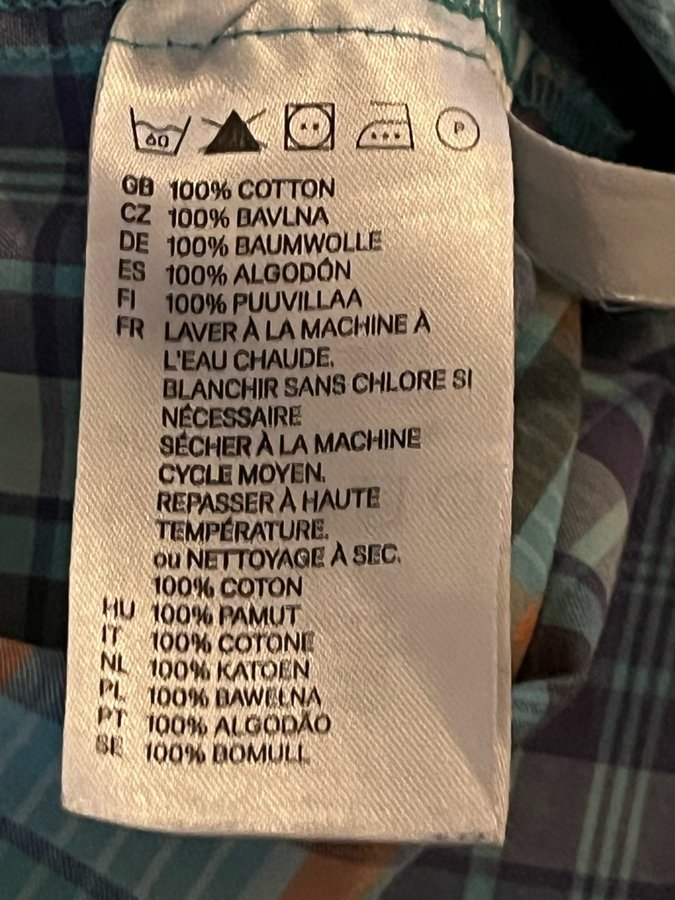 60
P
GB 100% COTTON
CZ 100% BAVLNA
DE 100% BAUMWOLLE
ES 100% ALGODÓN
FI 100% PUUVILLAA
FR LAVER À LA MACHINE À
L'EAU CHAUDE.
BLANCHIR SANS CHLORE SI
NÉCESSAIRE
SÉCHER À LA MACHINE
CYCLE MOYEN.
REPASSER À HAUTE
TEMPÉRATURE.
ou NETTOYAGE À SEC.
100% COTON
HU 100% PAMUT
IT 100% COTONE
NL 100% KATOEN
PL 100% BAWEŁNA
PT 100% ALGODÃO
SE 100% BOMULL